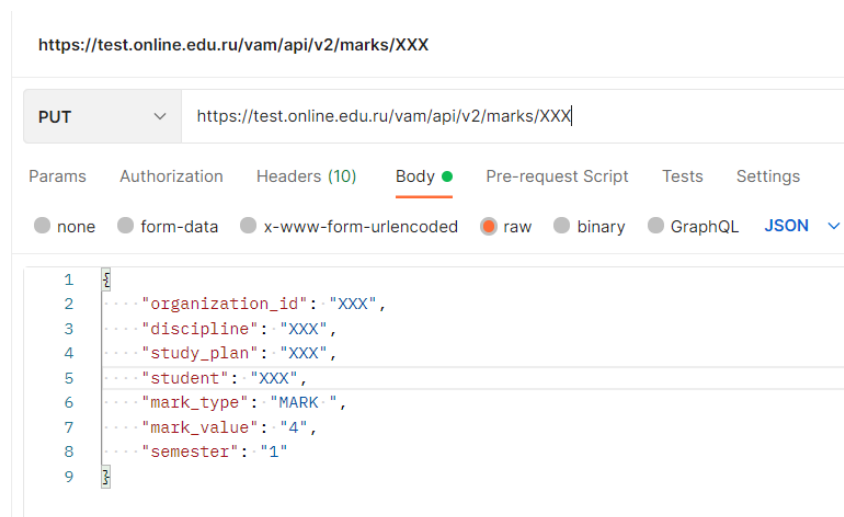 https://test.online.edu.ru/vam/api/v2/marks/XXX
PUT https://test.online.edu.ru/vam/api/v2/marks/XXX
Params Authorization Headers (10) Body Pre-request Script Tests Settings
none form-data x-www-form-urlencoded raw binary GraphQL JSON
1 {
2 "organization_id": "XXX",
3 "discipline": "XXX",
4 "study_plan": "XXX",
5 "student": "XXX",
6 "mark_type": "MARK ",
7 "mark_value": "4",
8 "semester": "1"
9 }